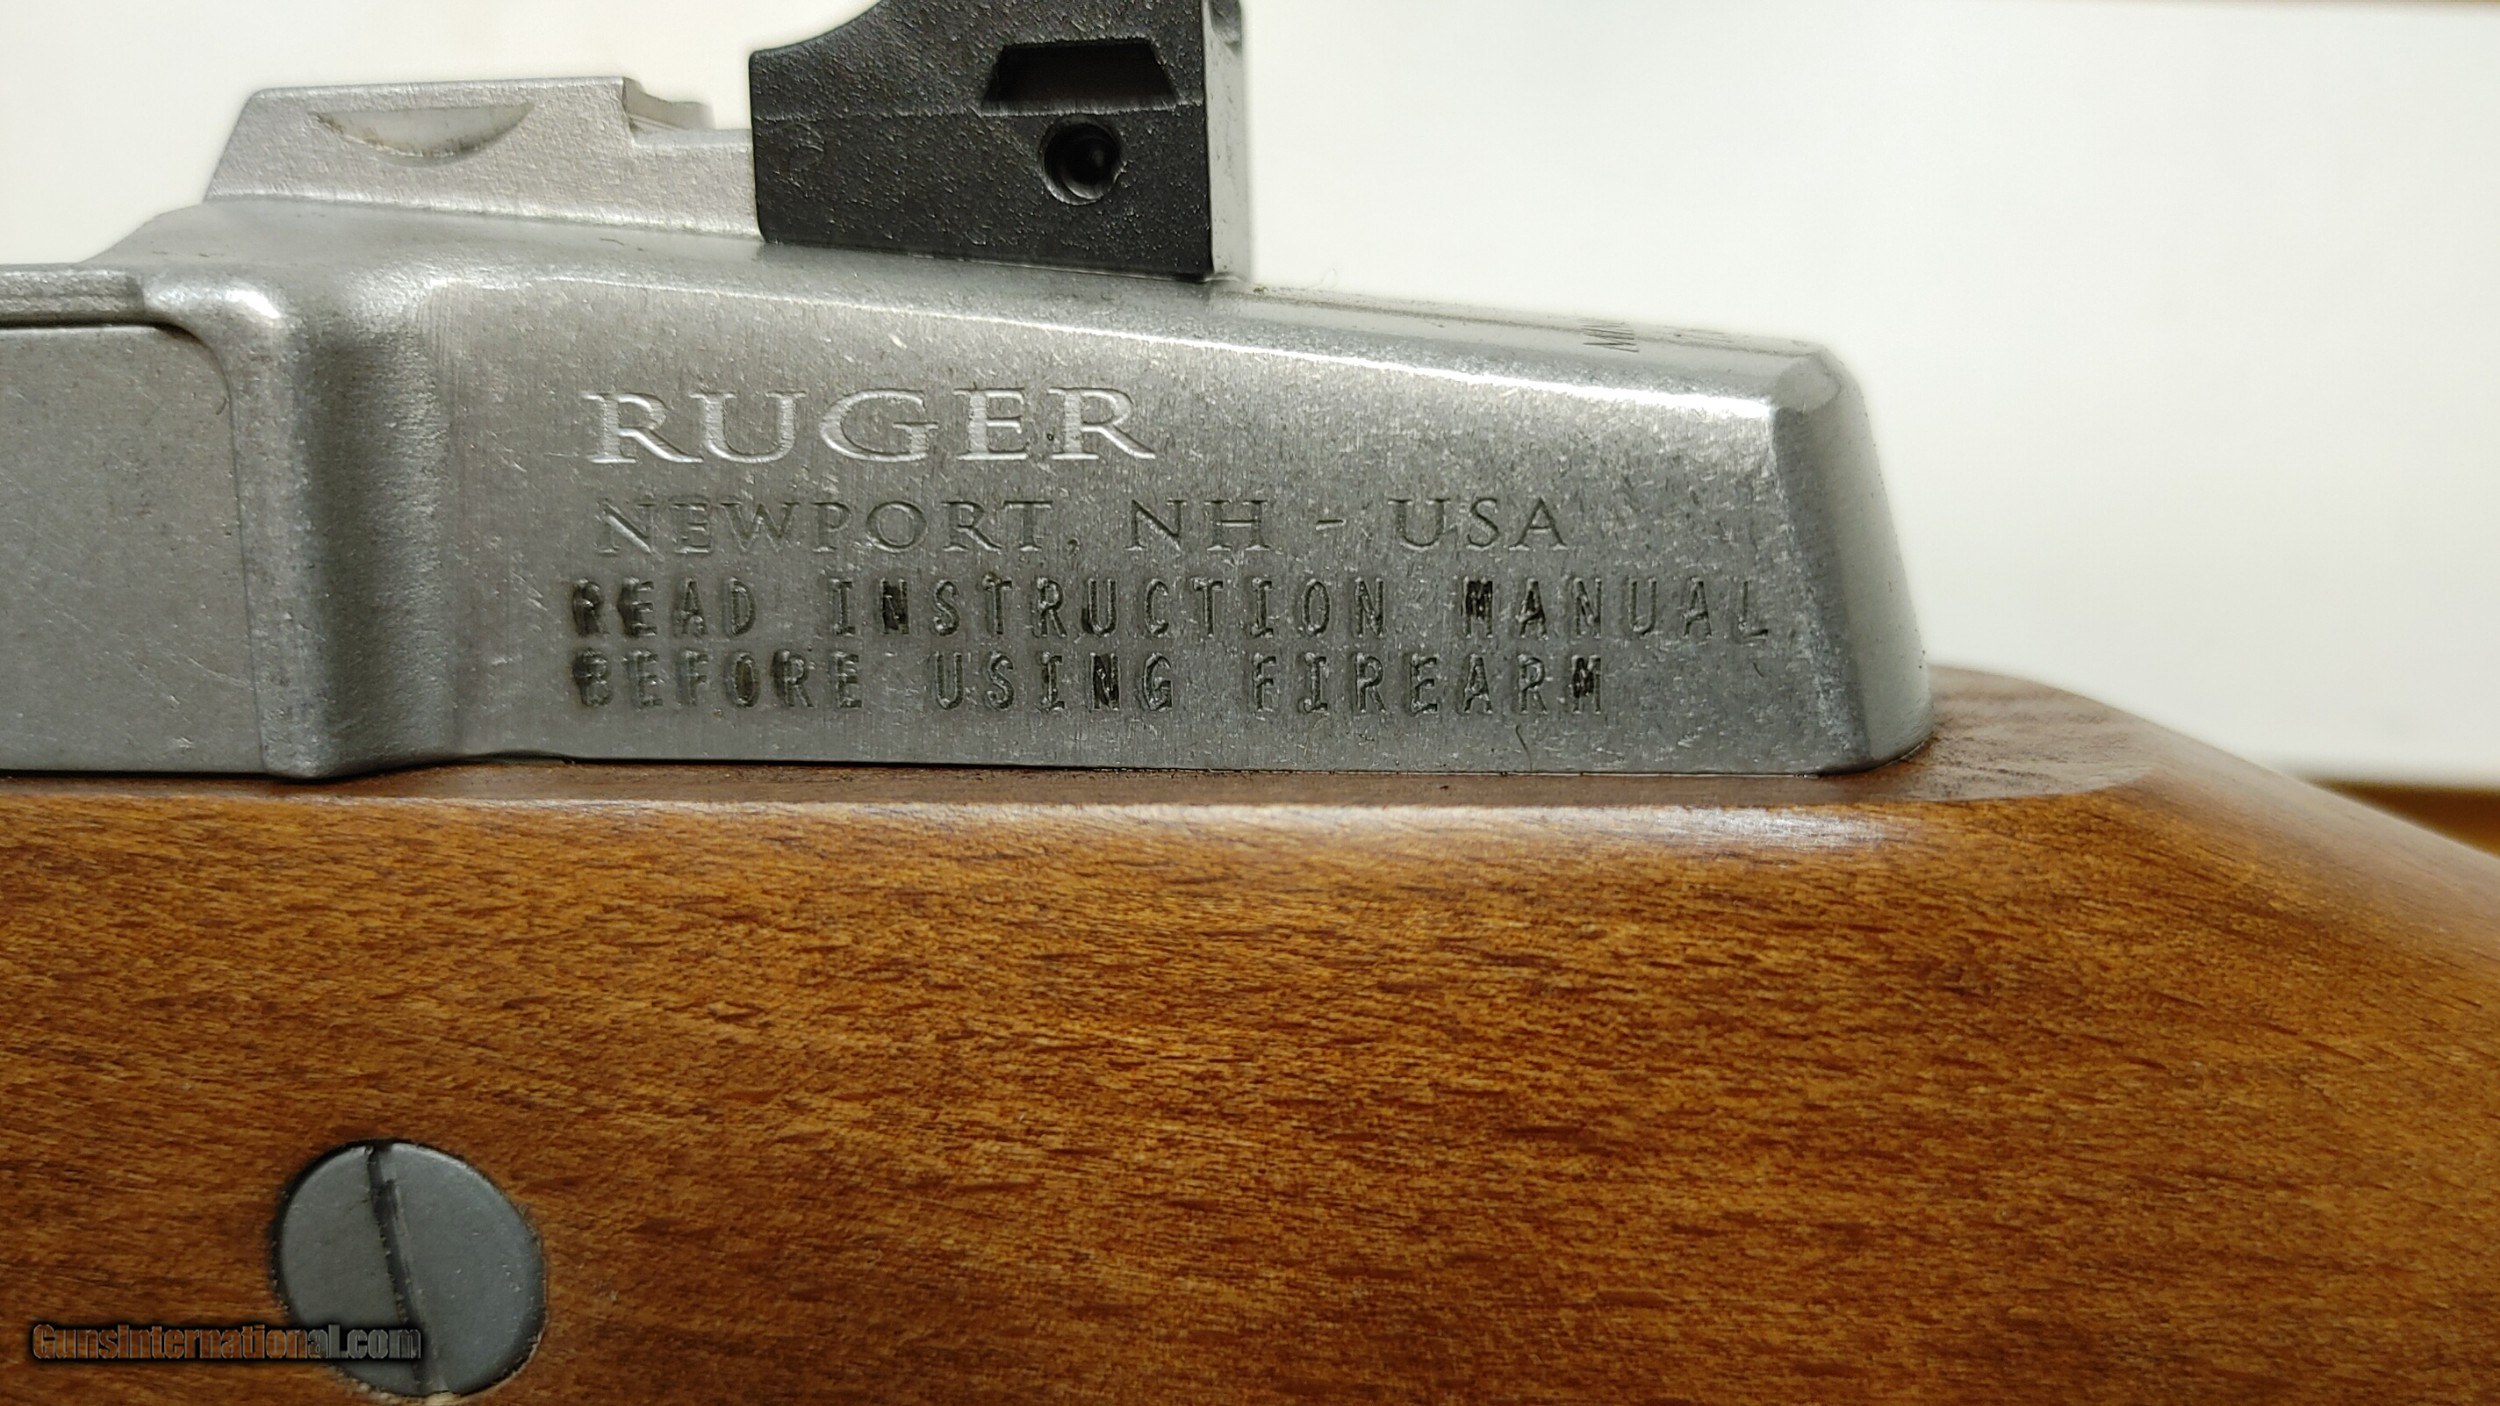 RUGER
NEWPORT, NH - USA
READ INSTRUCTION MANUAL
BEFORE USING FIREARM
GunsInternational.com